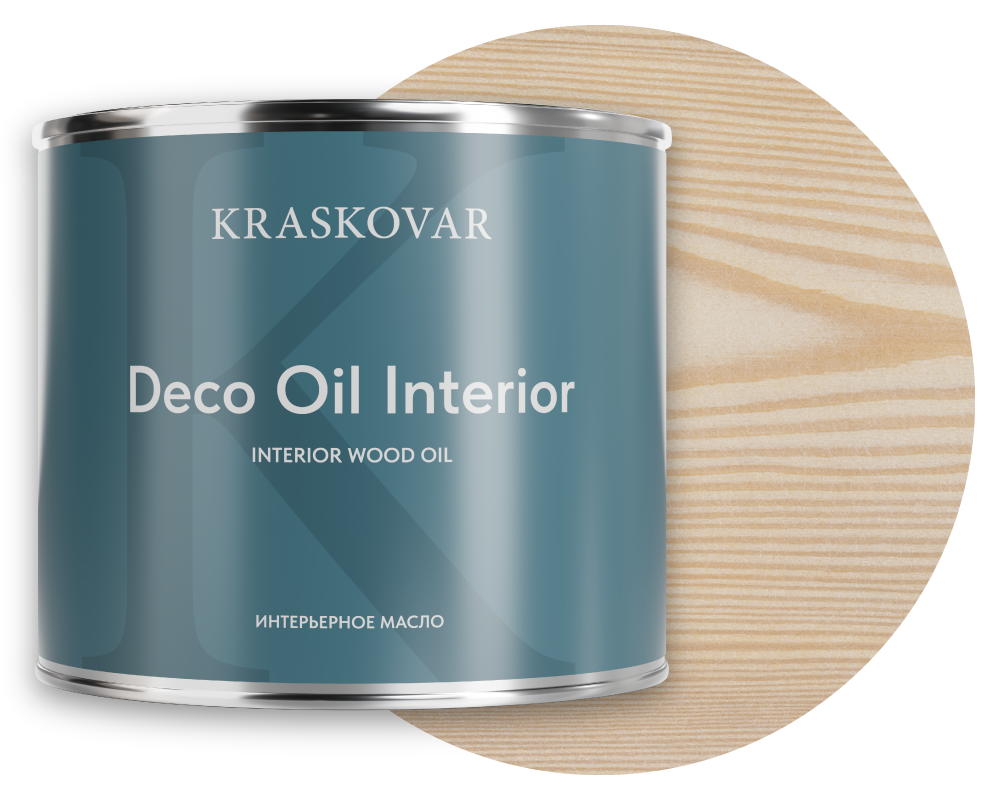 KRASKOVAR
Deco Oil Interior
INTERIOR WOOD OIL
ИНТЕРЬЕРНОЕ МАСЛО